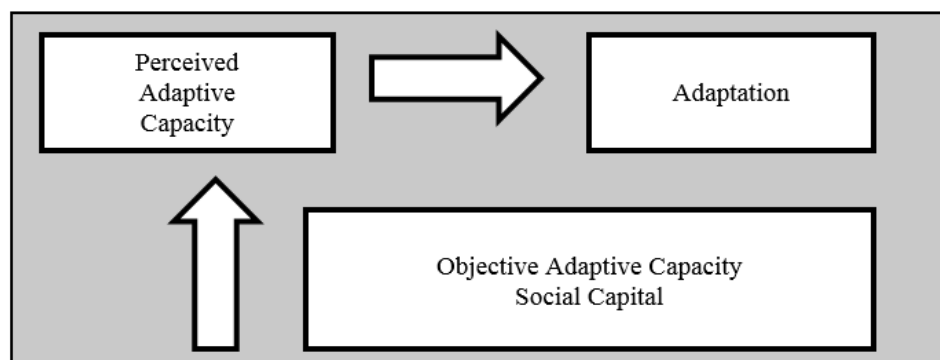 Perceived
Adaptive
Capacity
Adaptation
Objective Adaptive Capacity
Social Capital